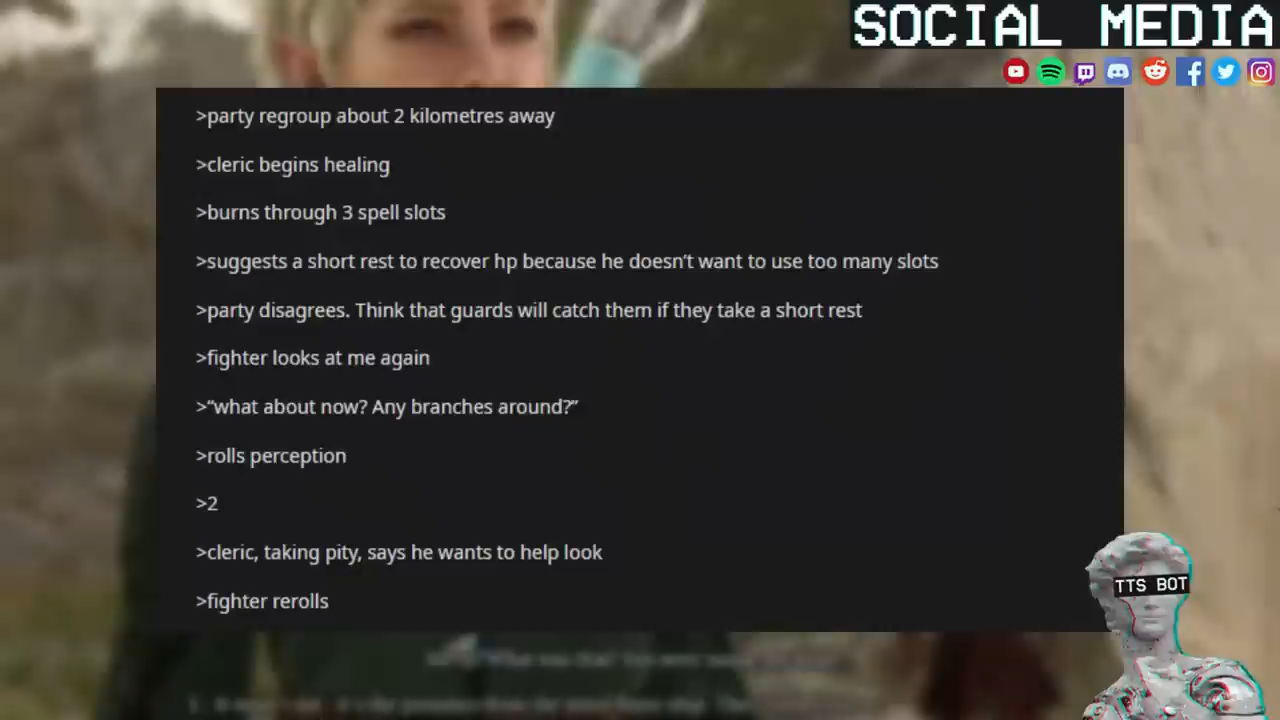 SOCIAL MEDIA
>party regroup about 2 kilometres away
>cleric begins healing
>burns through 3 spell slots
>suggests a short rest to recover hp because he doesn't want to use too many slots
>party disagrees. Think that guards will catch them if they take a short rest
>fighter looks at me again
>“what about now? Any branches around?”
>rolls perception
>2
>cleric, taking pity, says he wants to help look
>fighter rerolls
TTS BOT